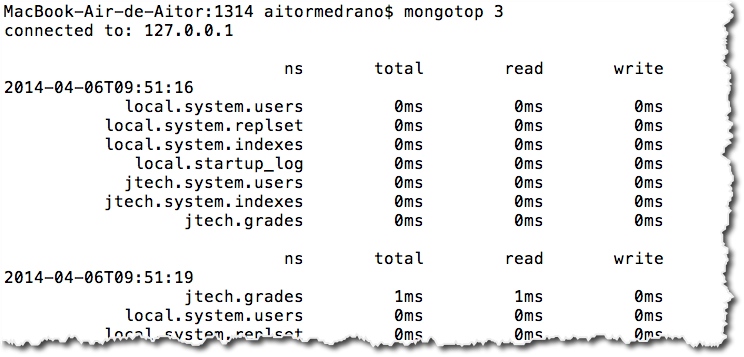 MacBook-Air-de-Aitor:1314 aitormedrano$ mongotop 3
connected to: 127.0.0.1
ns total read write
2014-04-06T09:51:16
local.system.users 0ms 0ms 0ms
local.system.replset 0ms 0ms 0ms
local.system.indexes 0ms 0ms 0ms
local.startup_log 0ms 0ms 0ms
jtech.system.users 0ms 0ms 0ms
jtech.system.indexes 0ms 0ms 0ms
jtech.grades 0ms 0ms 0ms
ns total read write
2014-04-06T09:51:19
jtech.grades 1ms 1ms 0ms
local.system.users 0ms 0ms 0ms
local.system.replset 0ms 0ms 0ms